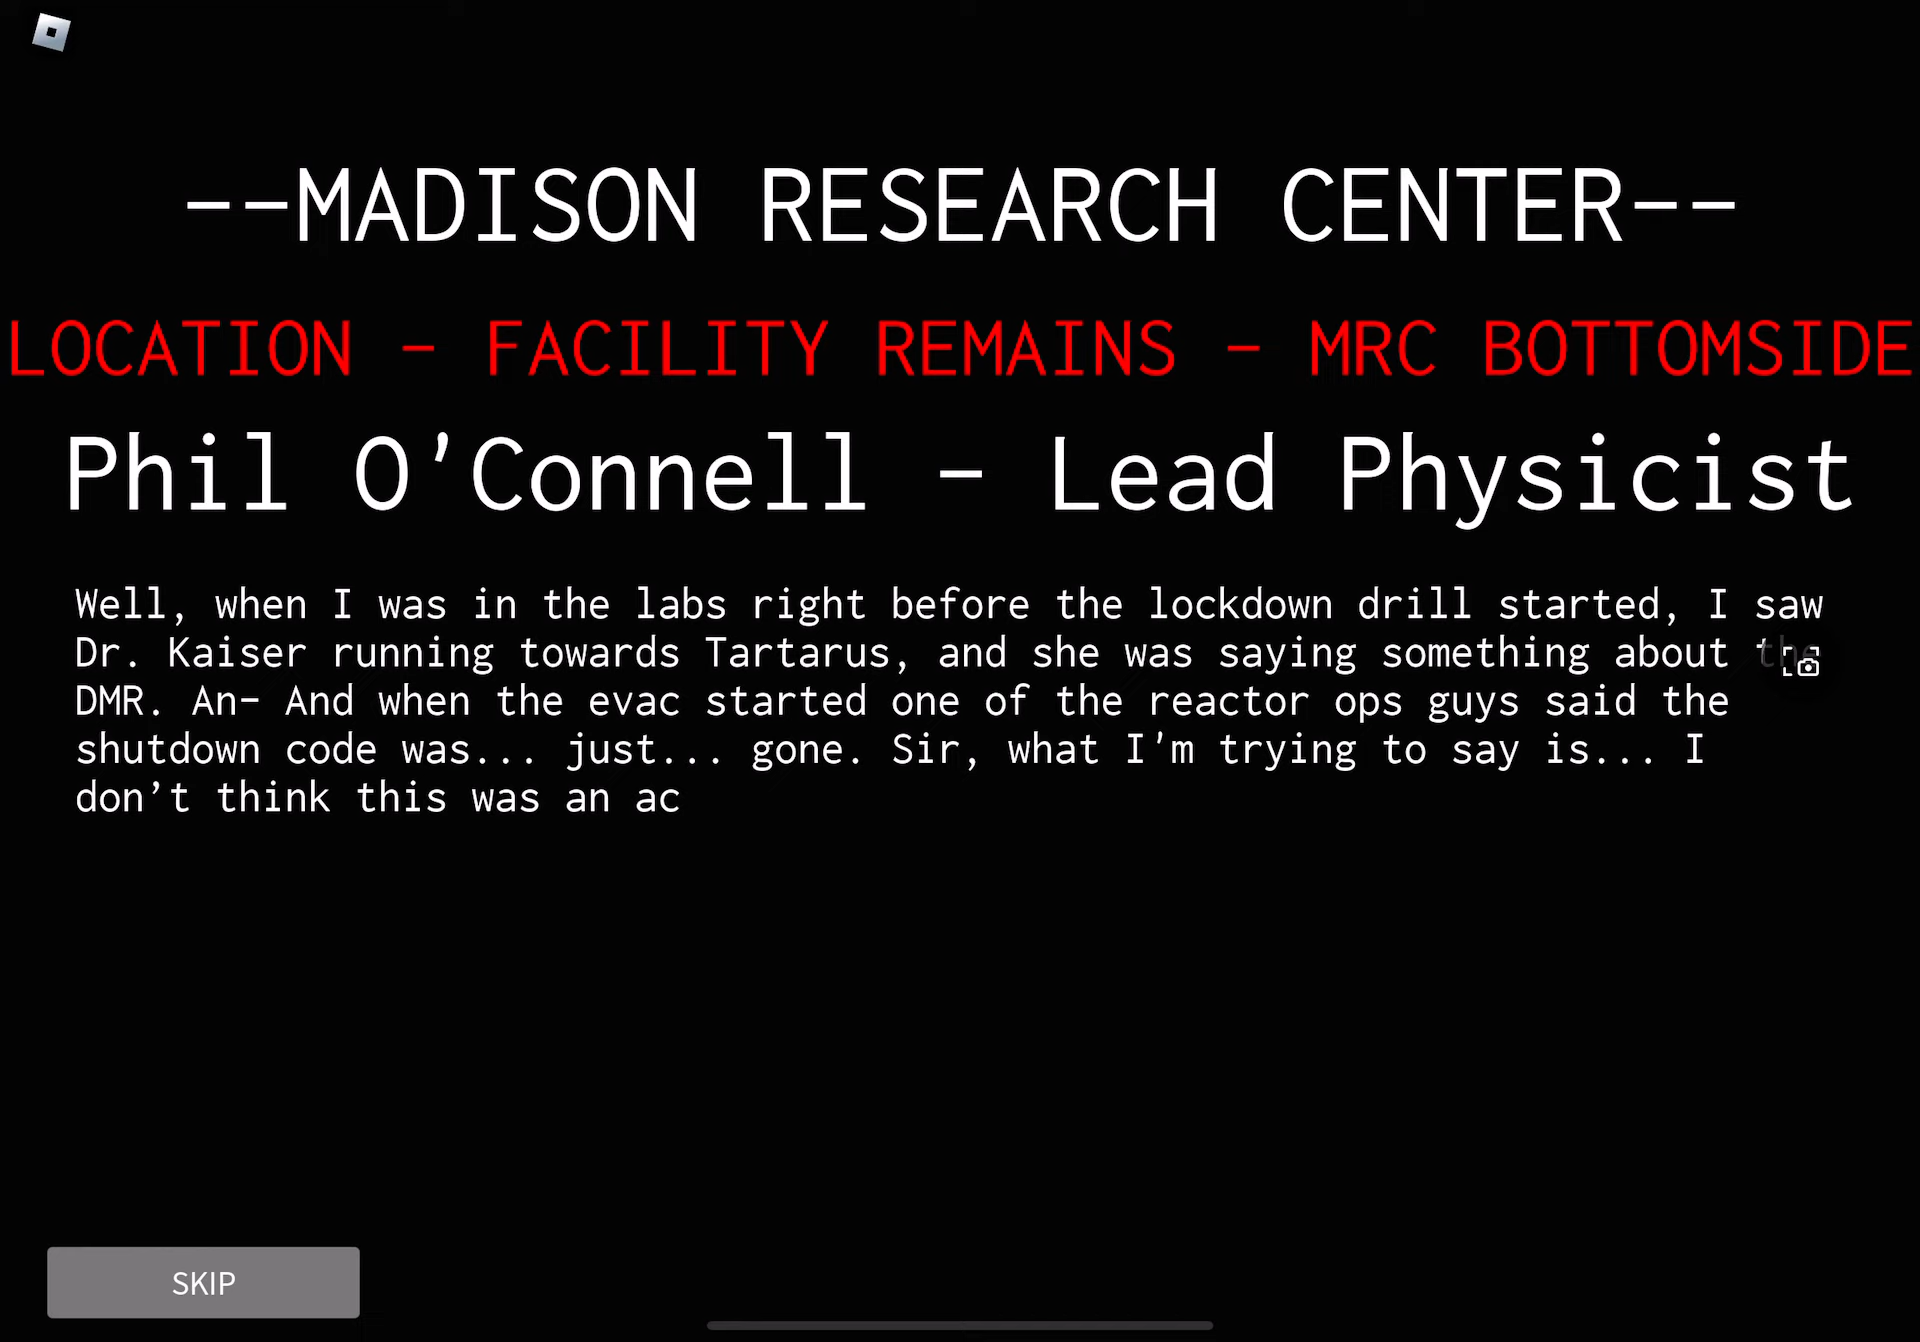 --MADISON RESEARCH CENTER--
LOCATION - FACILITY REMAINS - MRC BOTTOMSIDE
Phil O'Connell - Lead Physicist
Well, when I was in the labs right before the lockdown drill started, I saw
Dr. Kaiser running towards Tartarus, and she was saying something about the
DMR. An- And when the evac started one of the reactor ops guys said the
shutdown code was... just... gone. Sir, what I'm trying to say is... I
don’t think this was an ac
SKIP